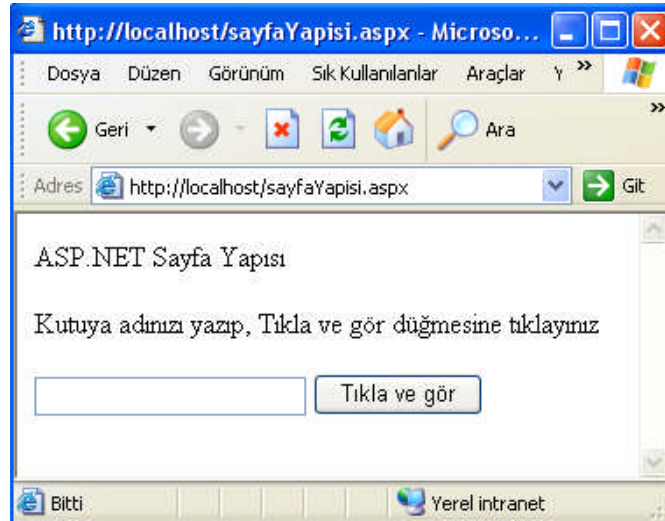 http://localhost/sayfaYapisi.aspx - Microso...
Dosya Düzen Görünüm Sık Kullanılanlar Araçlar Y »
Geri Ara »
Adres http://localhost/sayfaYapisi.aspx Git
ASP.NET Sayfa Yapısı
Kutuya adınızı yazıp, Tıkla ve gör düğmesine tıklayınız
Tıkla ve gör
Bitti Yerel intranet